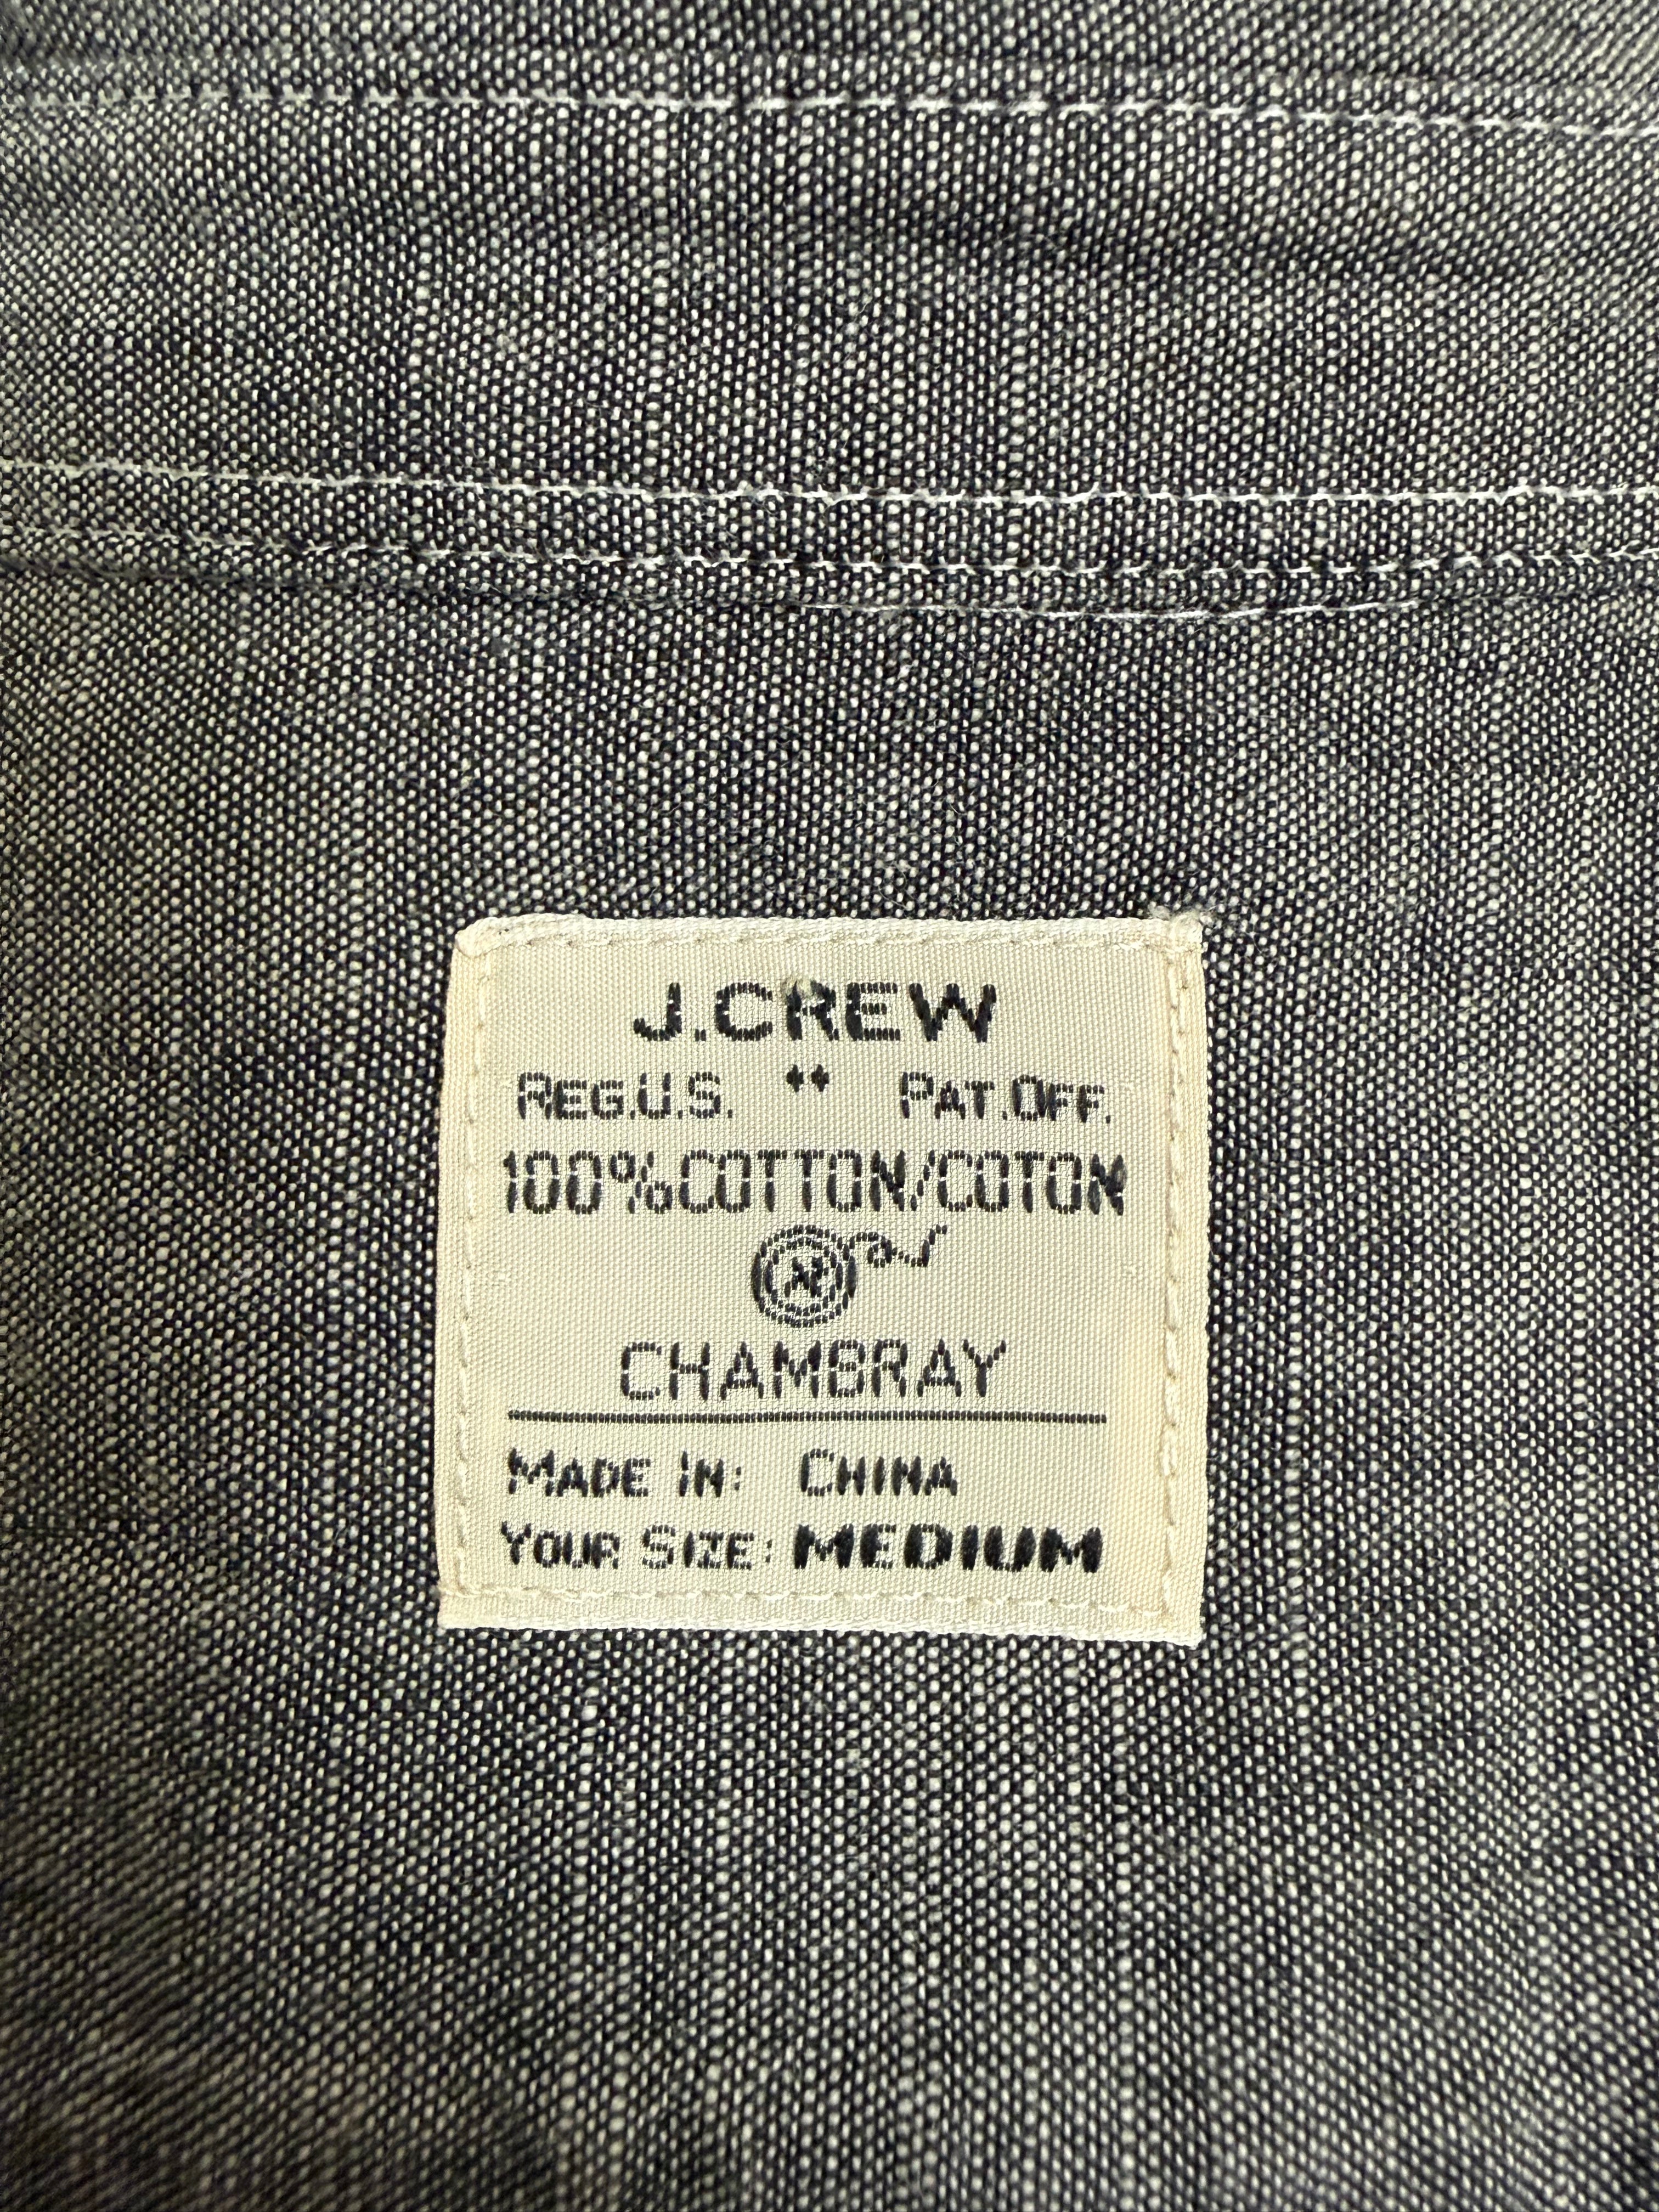 J.CREW
REG.U.S. " PAT.OFF.
100%COTTON/COTON
CHAMBRAY
MADE IN: CHINA
YOUR SIZE: MEDIUM